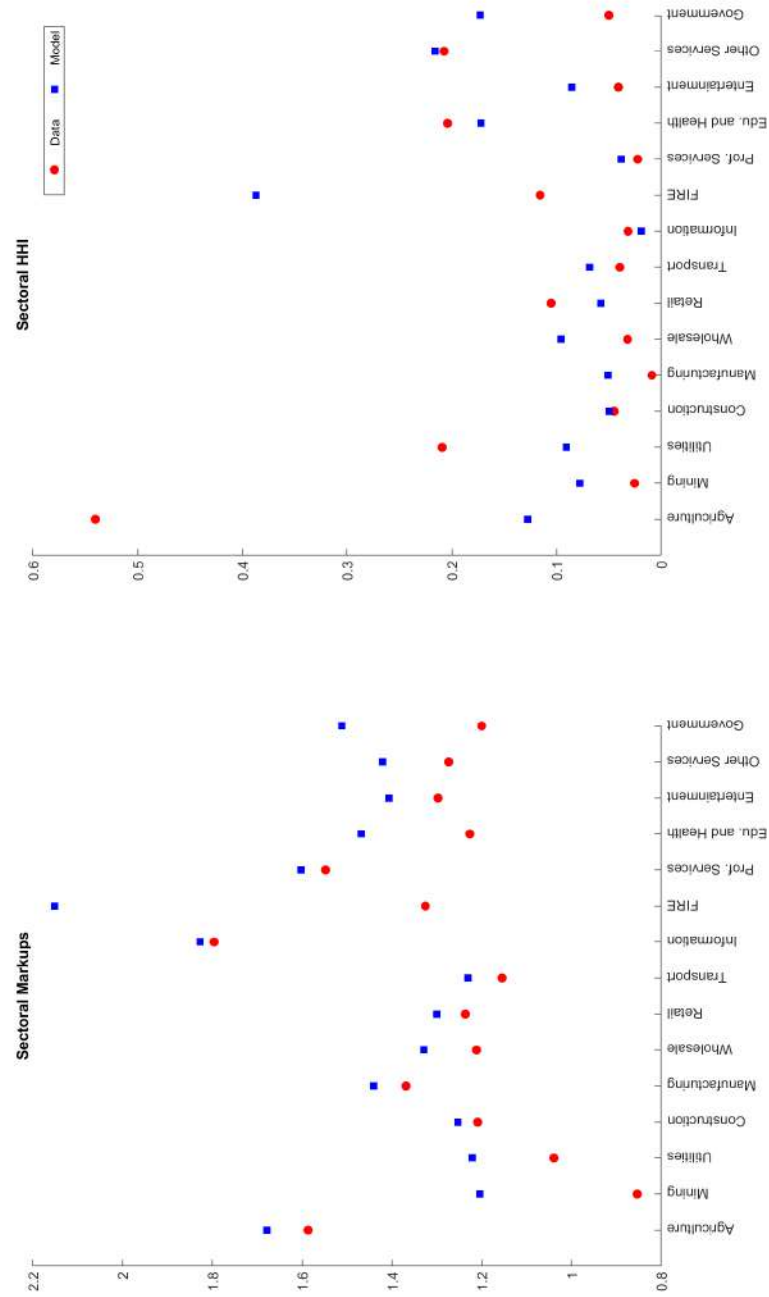 Sectoral Markups
2.2
2
1.8
1.6
1.4
1.2
1
0.8
Agriculture
Mining
Utilities
Construction
Manufacturing
Wholesale
Retail
Transport
Information
FIRE
Prof. Services
Edu. and Health
Entertainment
Other Services
Government
Sectoral HHI
Data
Model
0.6
0.5
0.4
0.3
0.2
0.1
0
Agriculture
Mining
Utilities
Construction
Manufacturing
Wholesale
Retail
Transport
Information
FIRE
Prof. Services
Edu. and Health
Entertainment
Other Services
Government